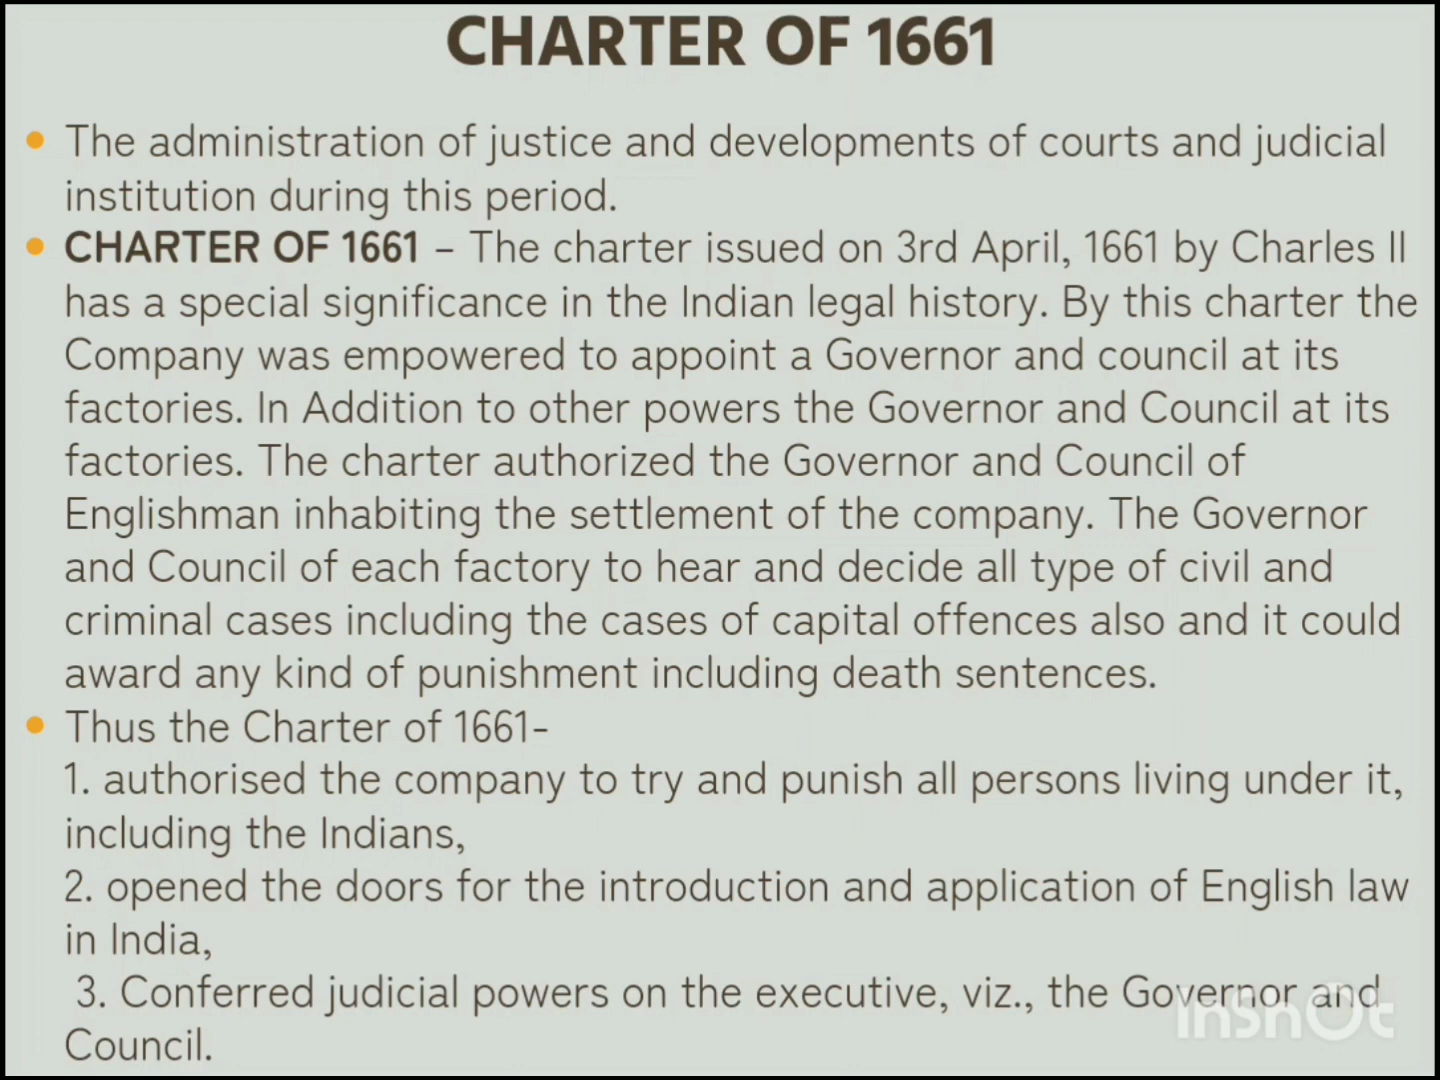 CHARTER OF 1661
• The administration of justice and developments of courts and judicial
institution during this period.
• CHARTER OF 1661 – The charter issued on 3rd April, 1661 by Charles II
has a special significance in the Indian legal history. By this charter the
Company was empowered to appoint a Governor and council at its
factories. In Addition to other powers the Governor and Council at its
factories. The charter authorized the Governor and Council of
Englishman inhabiting the settlement of the company. The Governor
and Council of each factory to hear and decide all type of civil and
criminal cases including the cases of capital offences also and it could
award any kind of punishment including death sentences.
• Thus the Charter of 1661-
1. authorised the company to try and punish all persons living under it,
including the Indians,
2. opened the doors for the introduction and application of English law
in India,
3. Conferred judicial powers on the executive, viz., the Governor and
Council.
InShOt